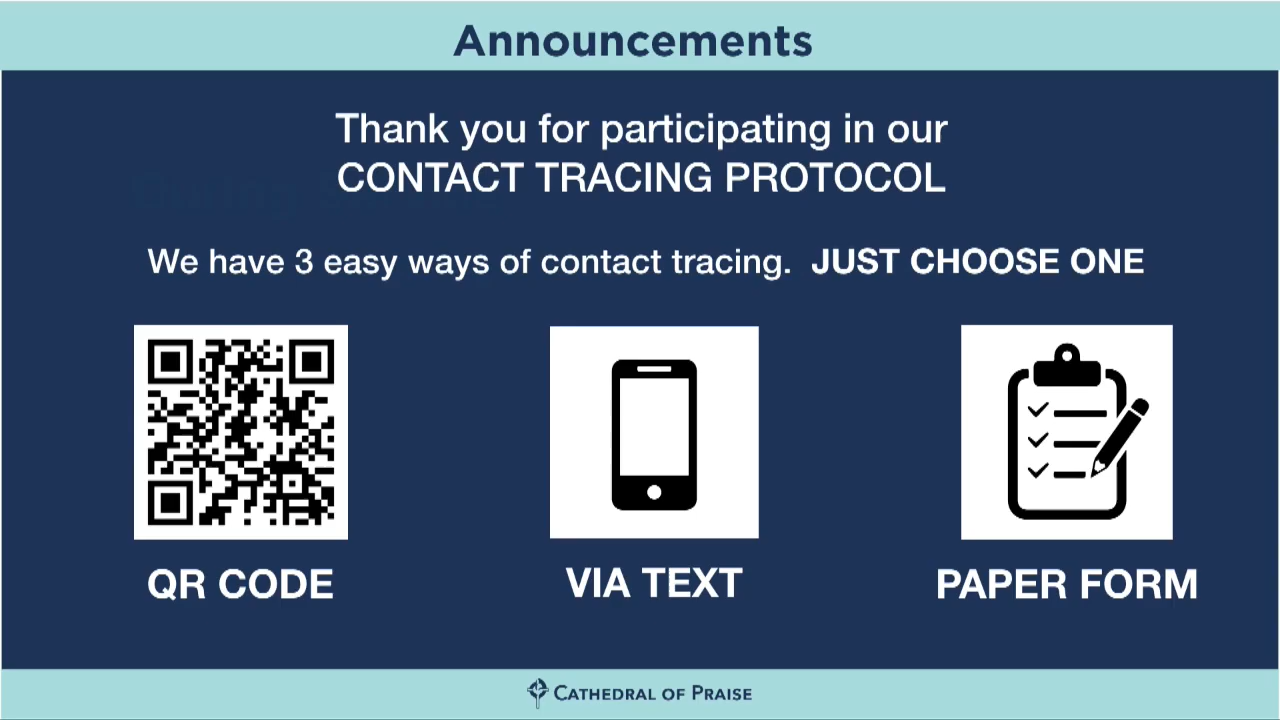 Announcements
Thank you for participating in our
CONTACT TRACING PROTOCOL
We have 3 easy ways of contact tracing. JUST CHOOSE ONE
QR CODE
VIA TEXT
PAPER FORM
CATHEDRAL OF PRAISE